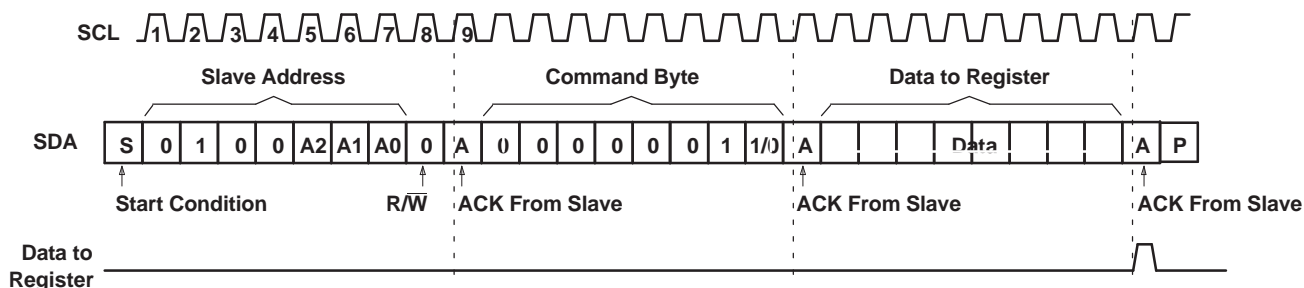 SCL 1 2 3 4 5 6 7 8 9
Slave Address Command Byte Data to Register
SDA S 0 1 0 0 A2 A1 A0 0 A 0 0 0 0 0 0 1 1/0 A Data A P
Start Condition R/W ACK From Slave ACK From Slave ACK From Slave
Data to
Register